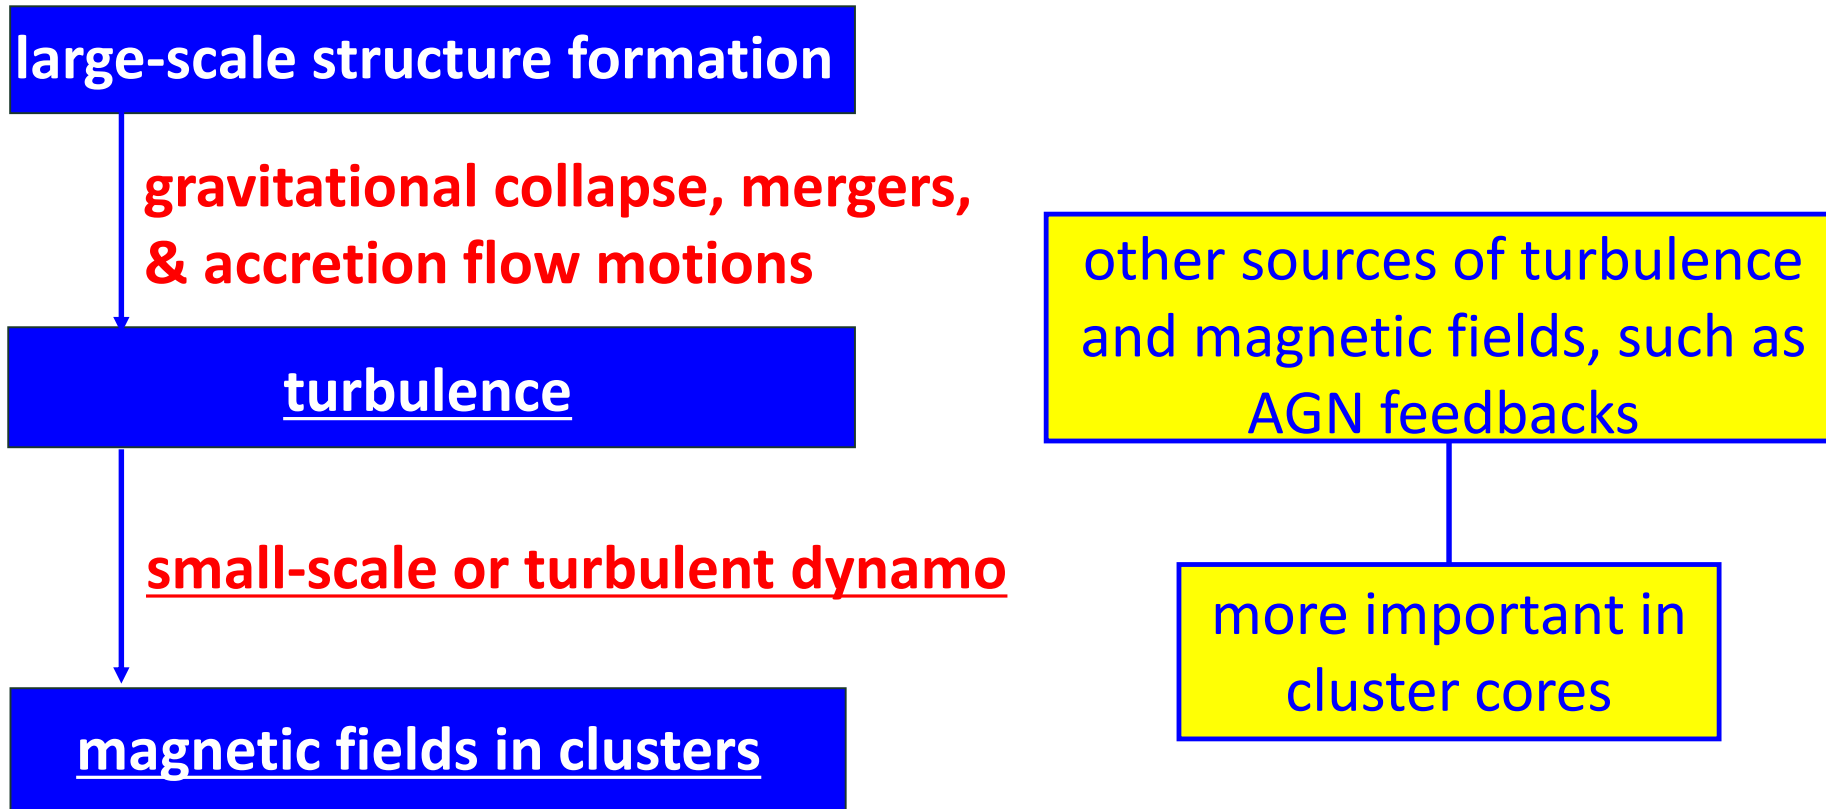 large-scale structure formation
gravitational collapse, mergers,
& accretion flow motions
turbulence
small-scale or turbulent dynamo
magnetic fields in clusters
other sources of turbulence
and magnetic fields, such as
AGN feedbacks
more important in
cluster cores